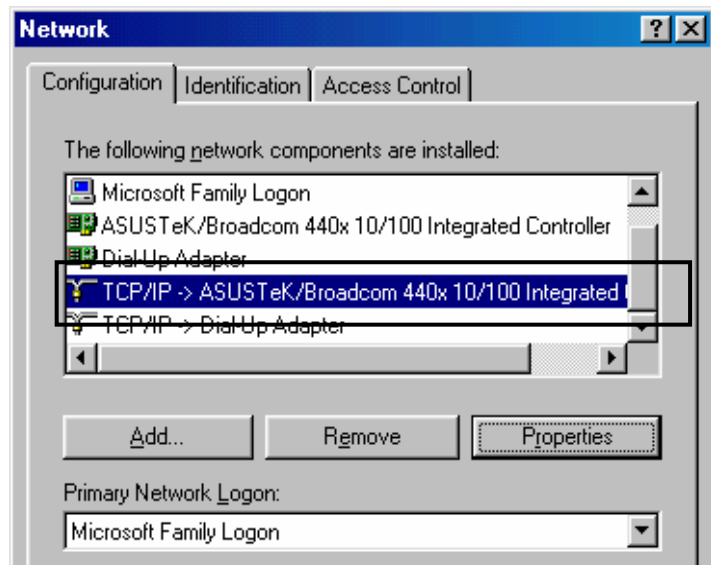 Network
Configuration
Identification
Access Control
The following network components are installed:
Microsoft Family Logon
ASUSTeK/Broadcom 440x 10/100 Integrated Controller
Dial-Up Adapter
TCP/IP -> ASUSTeK/Broadcom 440x 10/100 Integrated
TCP/IP -> Dial-Up Adapter
Add...
Remove
Properties
Primary Network Logon:
Microsoft Family Logon